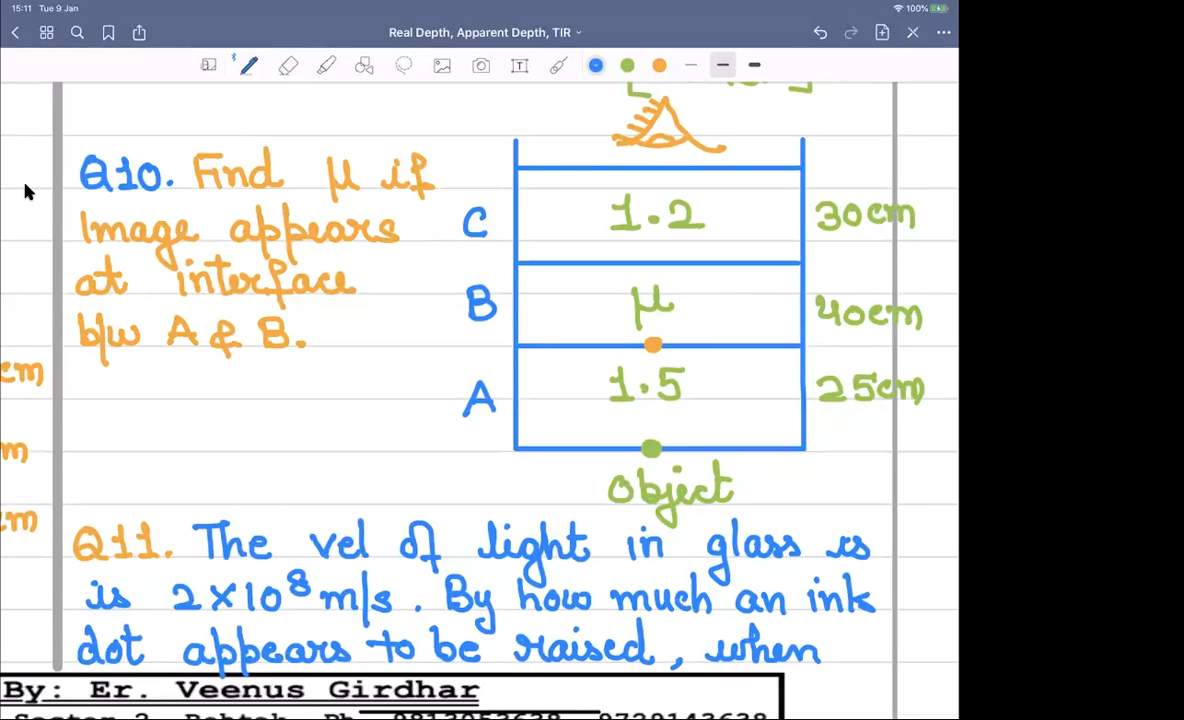 15:11 Tue 9 Jan
100%
Real Depth, Apparent Depth, TIR
Q10. Find μ if
Image appears
at interface
b/w A & B.
C 1.2 30cm
B μ 40cm
A 1.5 25cm
Object
cm
m
cm
Q11. The vel of light in glass is
is 2×10⁸ m/s. By how much an ink
dot appears to be raised, when
By: Er. Veenus Girdhar